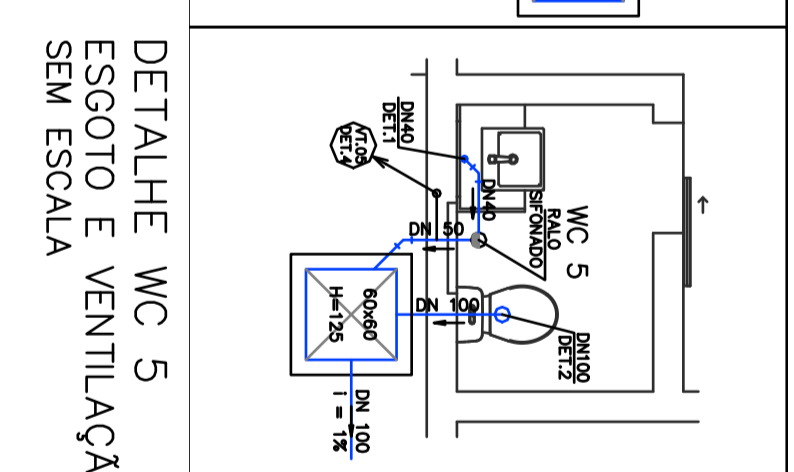 DETALHE WC 5
ESGOTO E VENTILAÇÃ
SEM ESCALA
DN40
DET.1
VT.05
DET.4
DN40
WC 5
RALO
SIFONADO
DN 50
DN 100
60x60
H=125
DN100
DET.2
DN 100
i = 1%